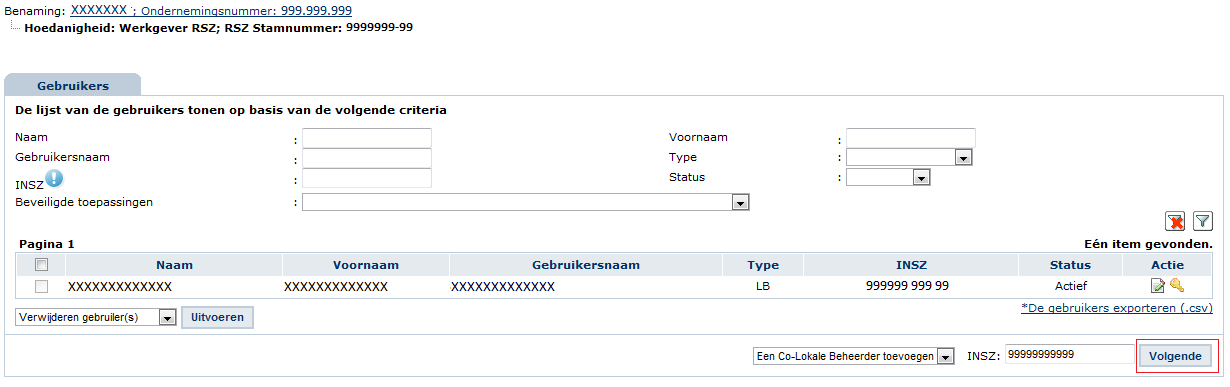 Benaming: XXXXXXX ; Ondernemingsnummer: 999.999.999
Hoedanigheid: Werkgever RSZ; RSZ Stamnummer: 9999999-99
Gebruikers
De lijst van de gebruikers tonen op basis van de volgende criteria
Naam : Voornaam :
Gebruikersnaam : Type :
INSZ ! : Status :
Beveiligde toepassingen :
Pagina 1 Eén item gevonden.
Naam Voornaam Gebruikersnaam Type INSZ Status Actie
XXXXXXXXXXXXX XXXXXXXXXXXXX XXXXXXXXXXXXX LB 999999 999 99 Actief
*De gebruikers exporteren (.csv)
Verwijderen gebruiler(s) Uitvoeren
Een Co-Lokale Beheerder toevoegen INSZ: 99999999999 Volgende